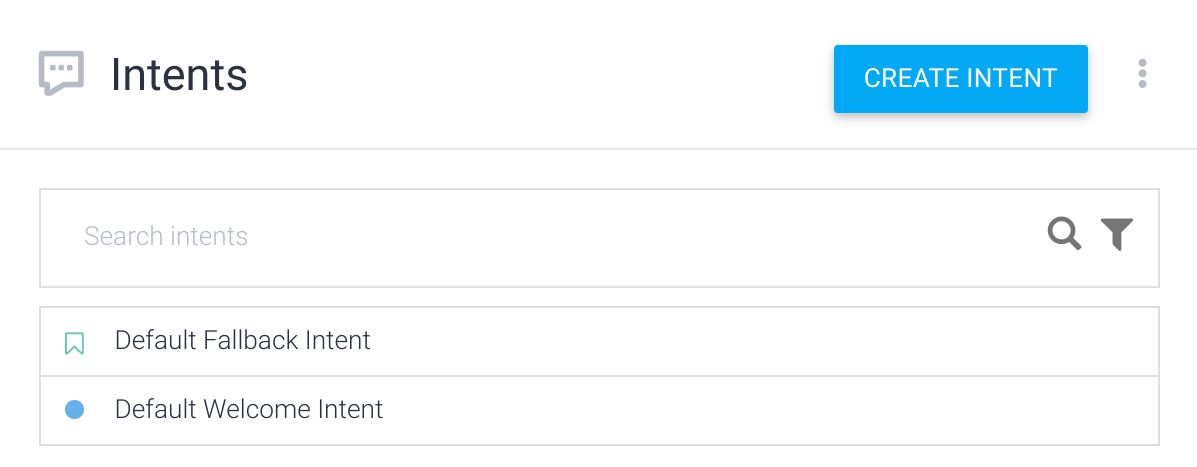 Intents
CREATE INTENT
Search intents
Default Fallback Intent
Default Welcome Intent